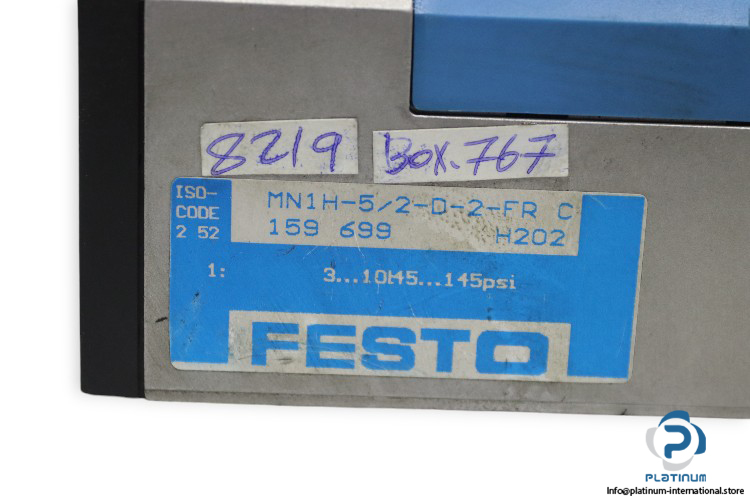 8219 Box.767
ISO-
CODE
2 52
MN1H-5/2-D-2-FR C
159 699 H202
1: 3...10 45...145psi
FESTO
P
PLATINUM
Info@platinum-international.store